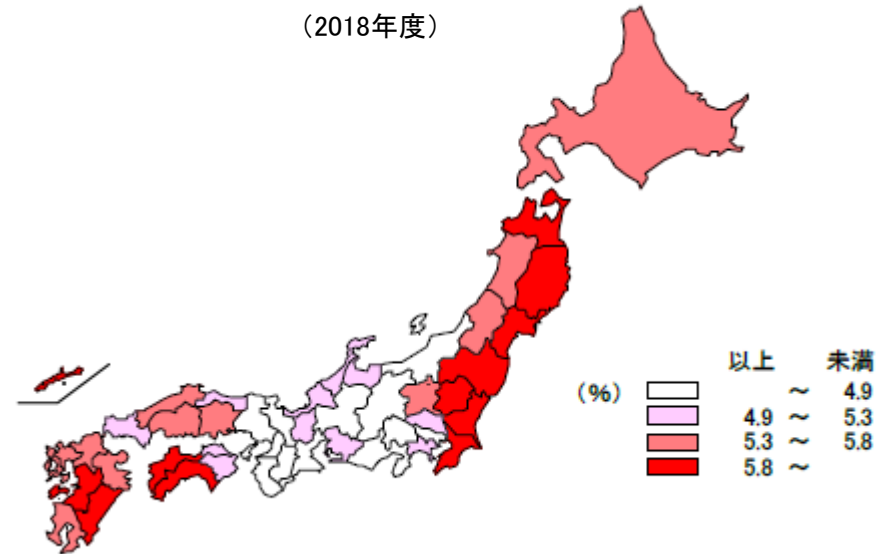 （2018年度）
以上 未満
（%） ～ 4.9
4.9 ～ 5.3
5.3 ～ 5.8
5.8 ～